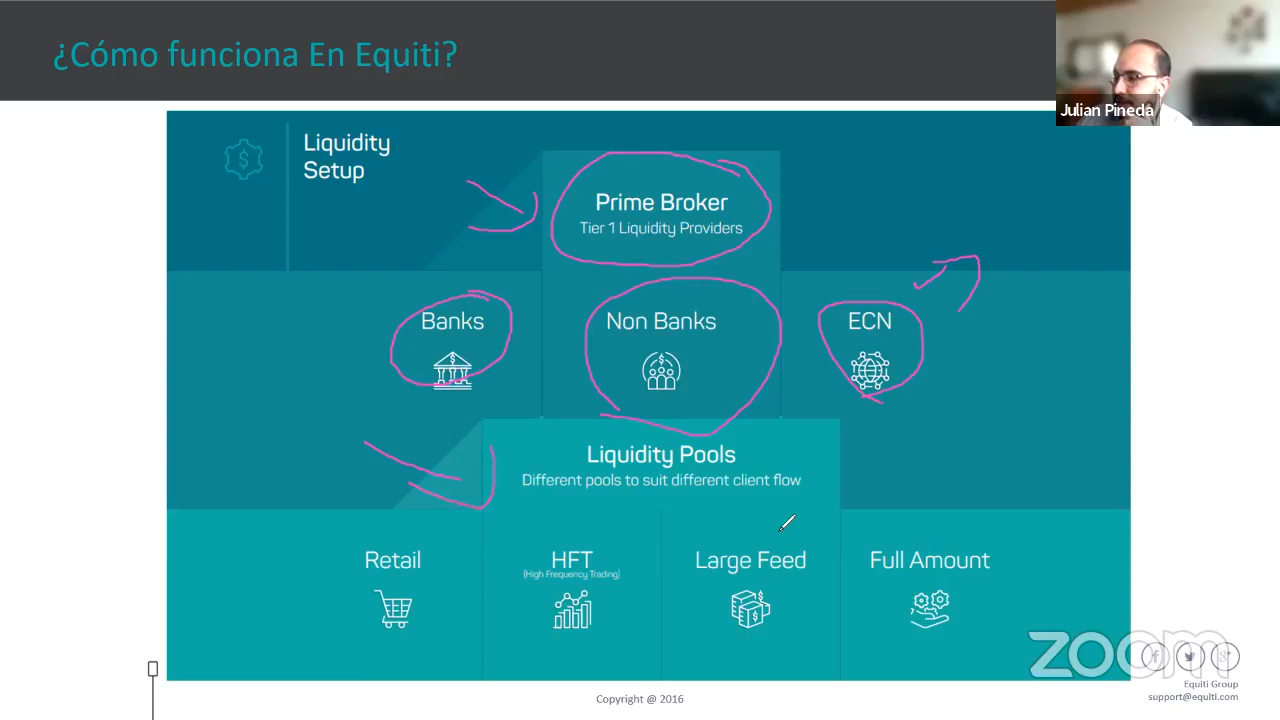 ¿Cómo funciona En Equiti?
Julian Pineda
Liquidity
Setup
Prime Broker
Tier 1 Liquidity Providers
Banks
Non Banks
ECN
Liquidity Pools
Different pools to suit different client flow
Retail
HFT
(High Frequency Trading)
Large Feed
Full Amount
zoom
Equiti Group
support@equiti.com
Copyright @ 2016